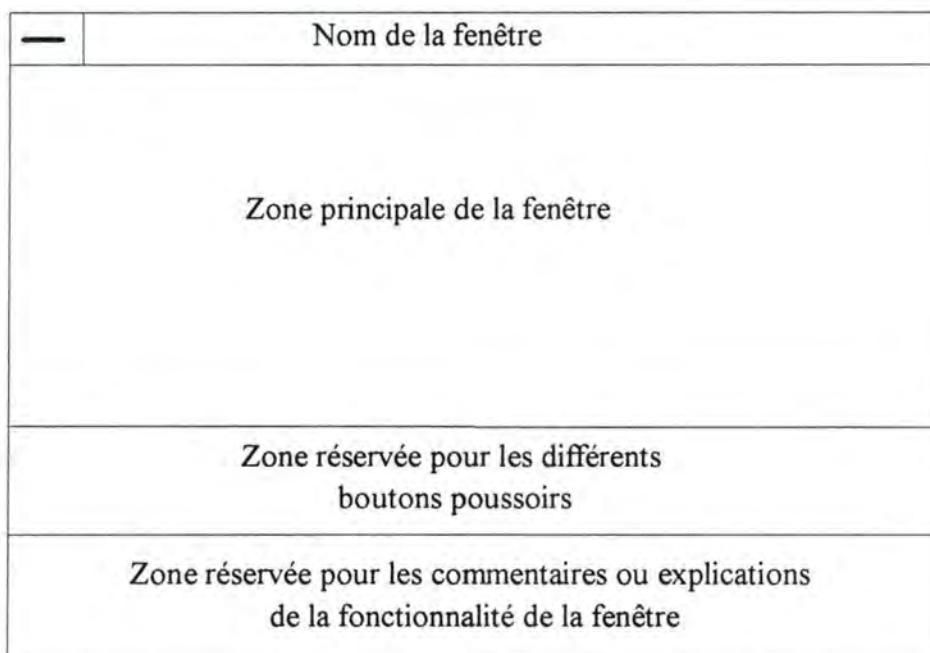 Nom de la fenêtre
Zone principale de la fenêtre
Zone réservée pour les différents
boutons poussoirs
Zone réservée pour les commentaires ou explications
de la fonctionnalité de la fenêtre